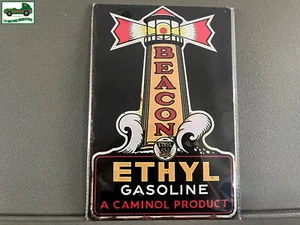 BEACON
ETHYL
GASOLINE
A CAMINOL PRODUCT